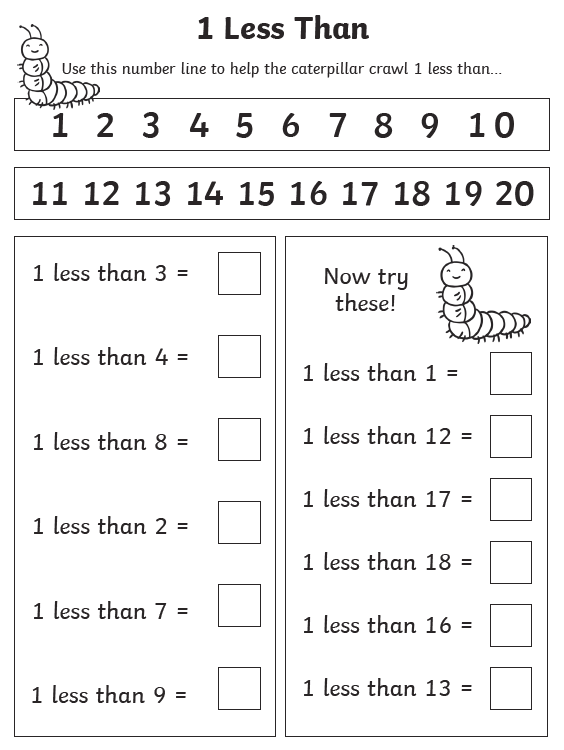 1 Less Than
Use this number line to help the caterpillar crawl 1 less than...
1 2 3 4 5 6 7 8 9 10
11 12 13 14 15 16 17 18 19 20
1 less than 3 =
1 less than 4 =
1 less than 8 =
1 less than 2 =
1 less than 7 =
1 less than 9 =
Now try
these!
1 less than 1 =
1 less than 12 =
1 less than 17 =
1 less than 18 =
1 less than 16 =
1 less than 13 =